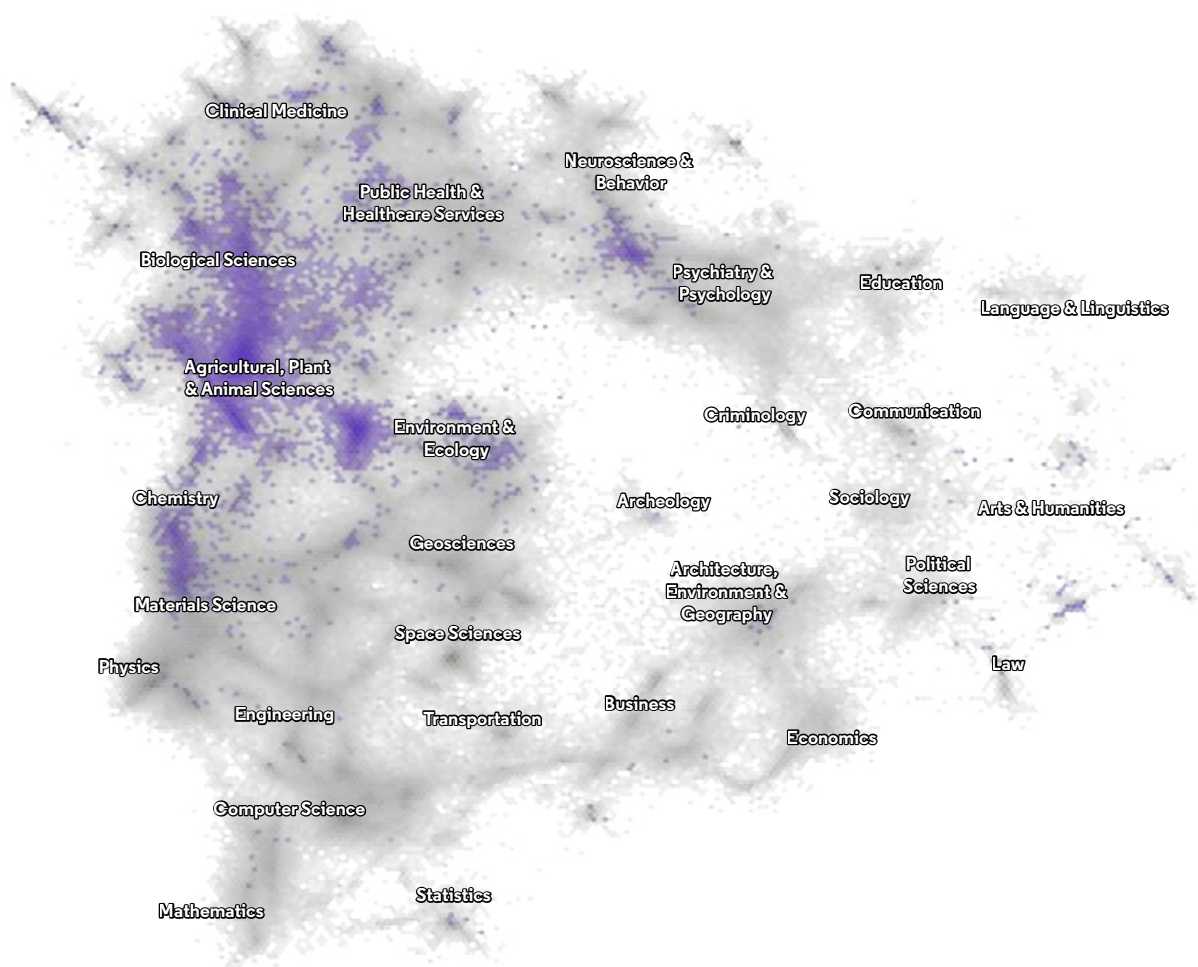 Clinical Medicine
Neuroscience &
Behavior
Public Health &
Healthcare Services
Biological Sciences
Psychiatry &
Psychology
Education
Language & Linguistics
Agricultural, Plant
& Animal Sciences
Criminology
Communication
Environment &
Ecology
Chemistry
Archeology
Sociology
Arts & Humanities
Geosciences
Architecture,
Environment &
Geography
Political
Sciences
Materials Science
Space Sciences
Physics
Law
Engineering
Transportation
Business
Economics
Computer Science
Statistics
Mathematics